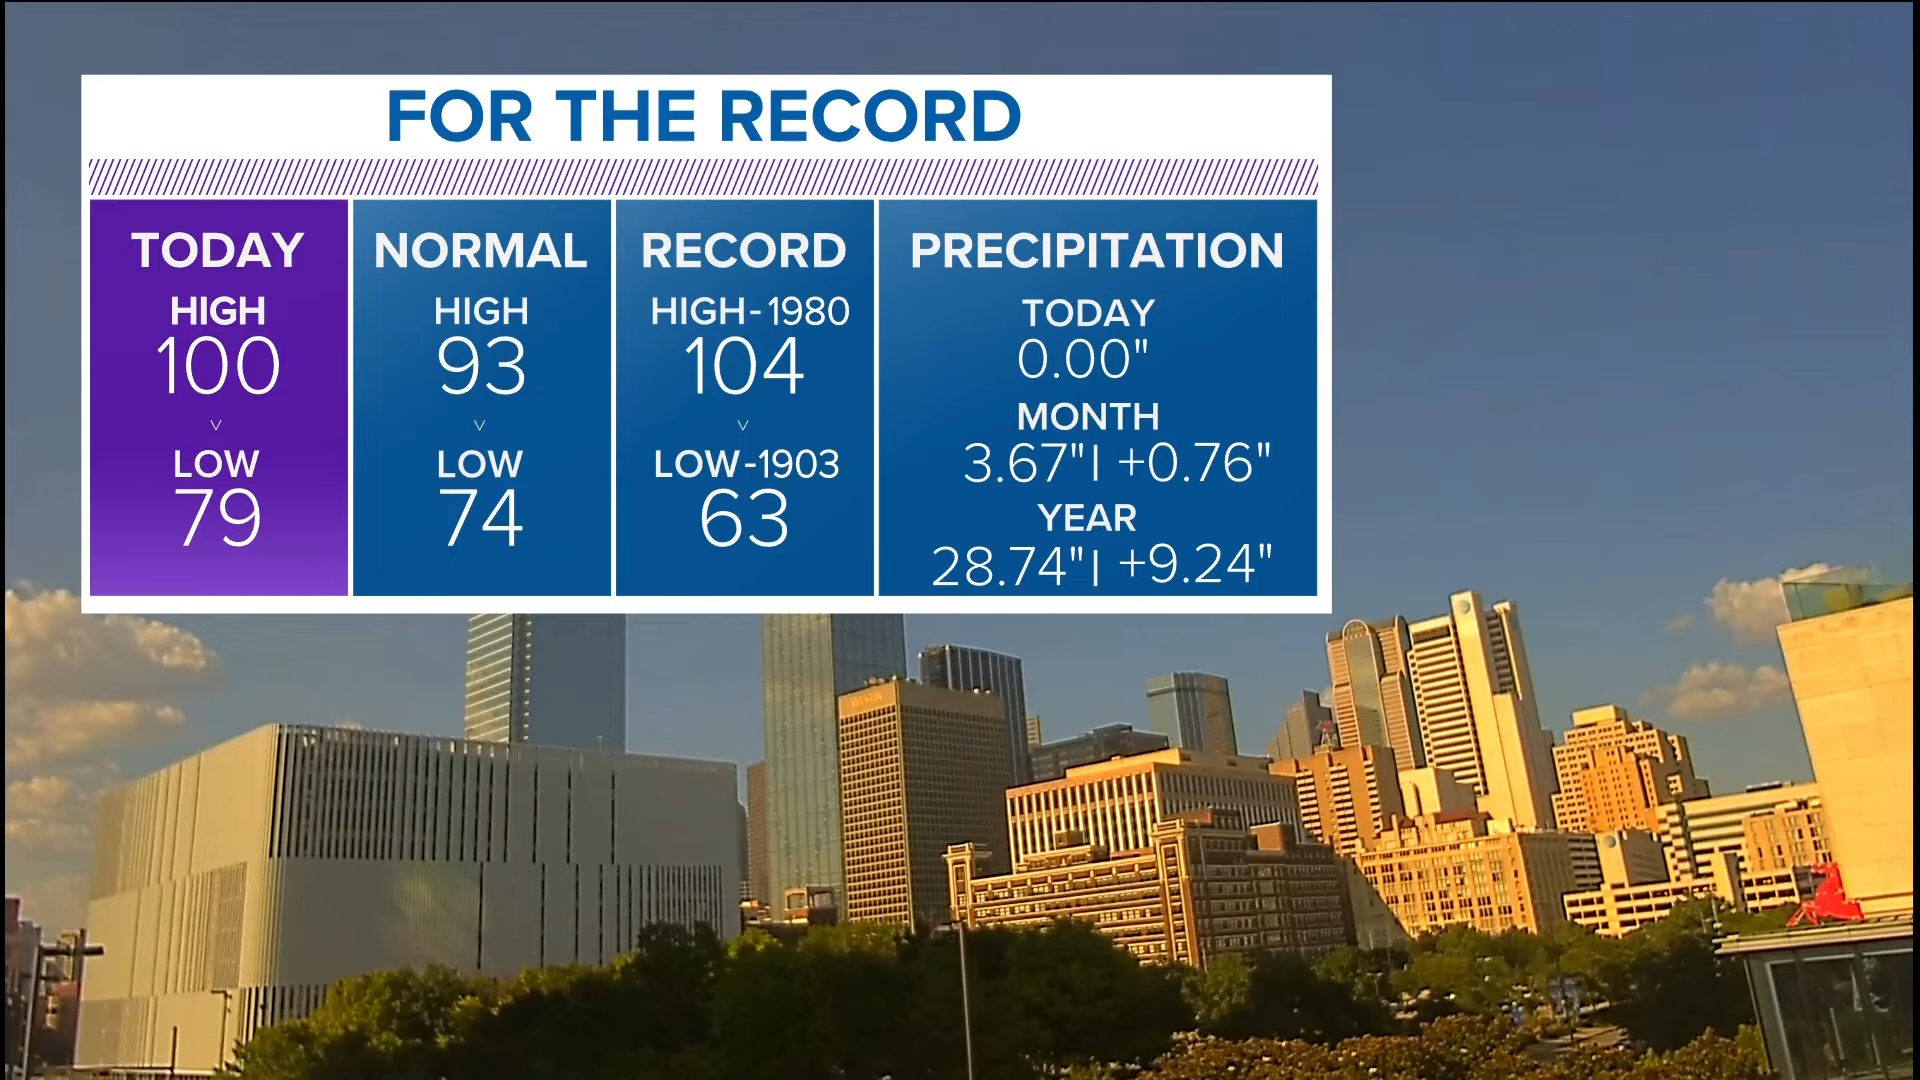 FOR THE RECORD
TODAY
HIGH
100
LOW
79
NORMAL
HIGH
93
LOW
74
RECORD
HIGH - 1980
104
LOW -1903
63
PRECIPITATION
TODAY
0.00"
MONTH
3.67"| +0.76"
YEAR
28.74"| +9.24"